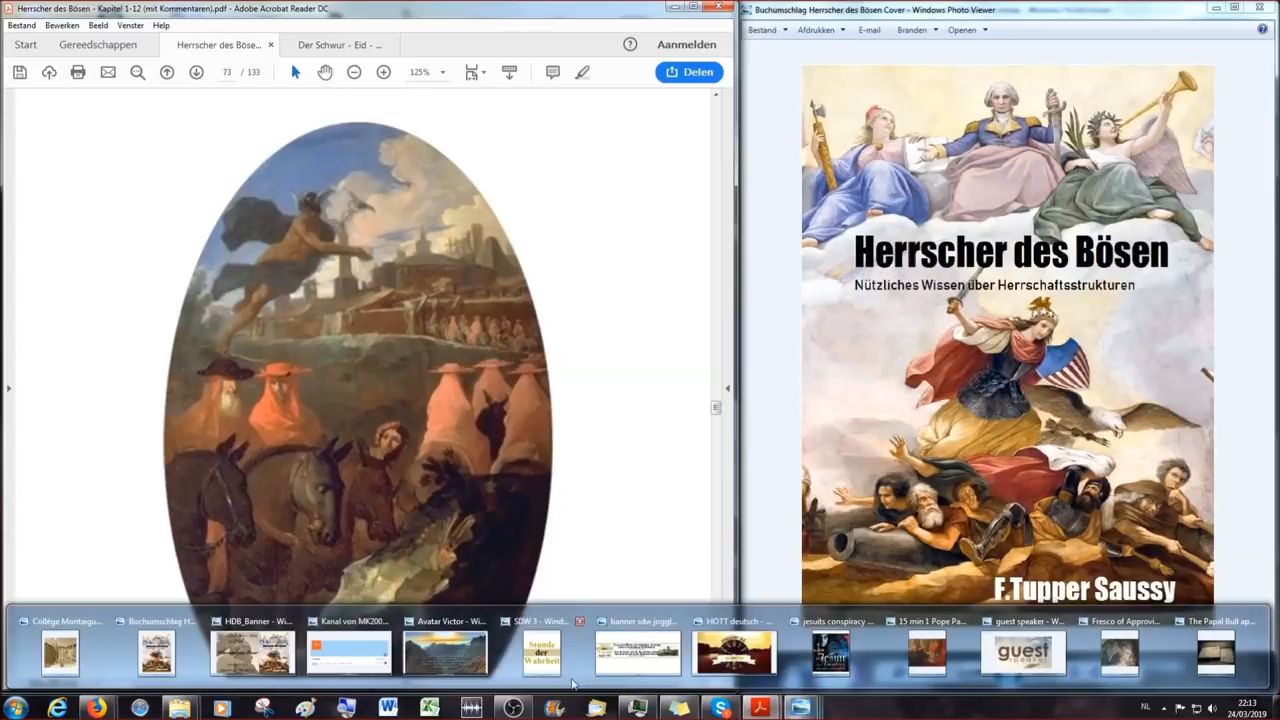 Herrscher des Bösen - Kapitel 1-12 (mit Kommentaren).pdf - Adobe Acrobat Reader DC
Bestand Bewerken Beeld Venster Help
Start Gereedschappen Herrscher des Böse... × Der Schwur - Eid - ... Aanmelden
73 / 133 125% Delen
Buchumschlag Herrscher des Bösen Cover - Windows Photo Viewer
Bestand Afdrukken E-mail Branden Openen
Herrscher des Bösen
Nützliches Wissen über Herrschaftsstrukturen
F.Tupper Saussy
Collége Montaigu... Buchumschlag H... HDB_Banner - Wi... Kanal von MK200... Avatar Victor - Wi... SDW 3 - Wind... banner sdw joggl... HOTT deutsch - ... jesuits conspiracy ... 15 min 1 Pope Pa... guest speaker - W... Fresco of Approvi... The Papal Bull ap...
Stunde
der
Wahrheit
guest
speaker
NL
22:13
24/03/2019